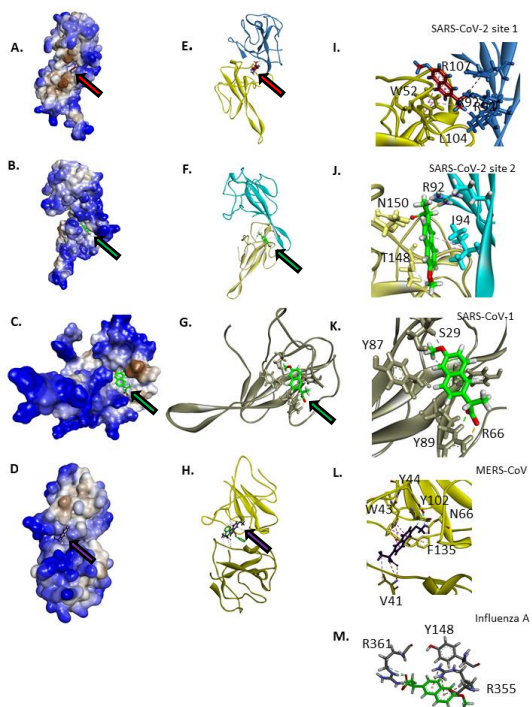 A.
E.
SARS-CoV-2 site 1
I.
R107
W52
R92
L104
B.
F.
SARS-CoV-2 site 2
J.
R92
N150
I94
T148
C.
G.
K.
SARS-CoV-1
S29
Y87
R66
Y89
D.
H.
MERS-CoV
L.
Y44
Y102
W43
N66
F135
V41
Influenza A
M.
Y148
R361
R355